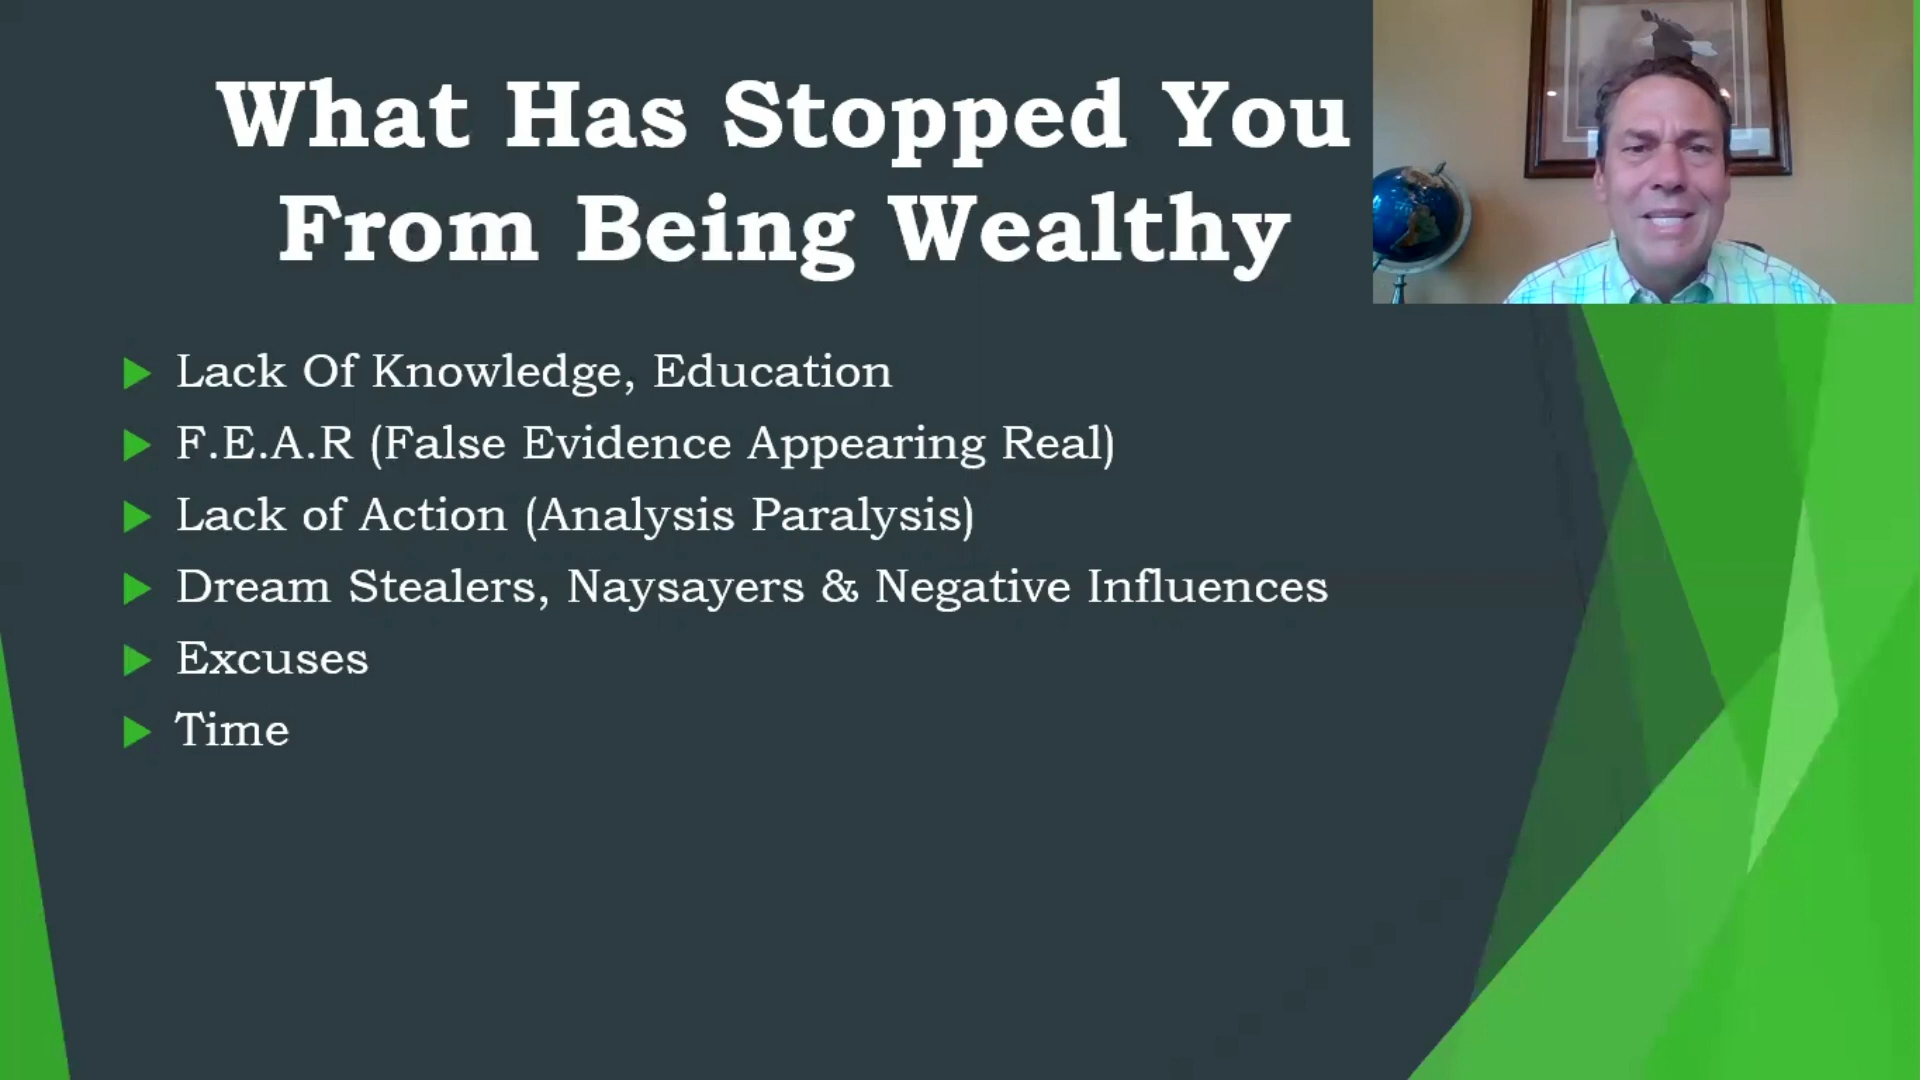 What Has Stopped You
From Being Wealthy
Lack Of Knowledge, Education
F.E.A.R (False Evidence Appearing Real)
Lack of Action (Analysis Paralysis)
Dream Stealers, Naysayers & Negative Influences
Excuses
Time